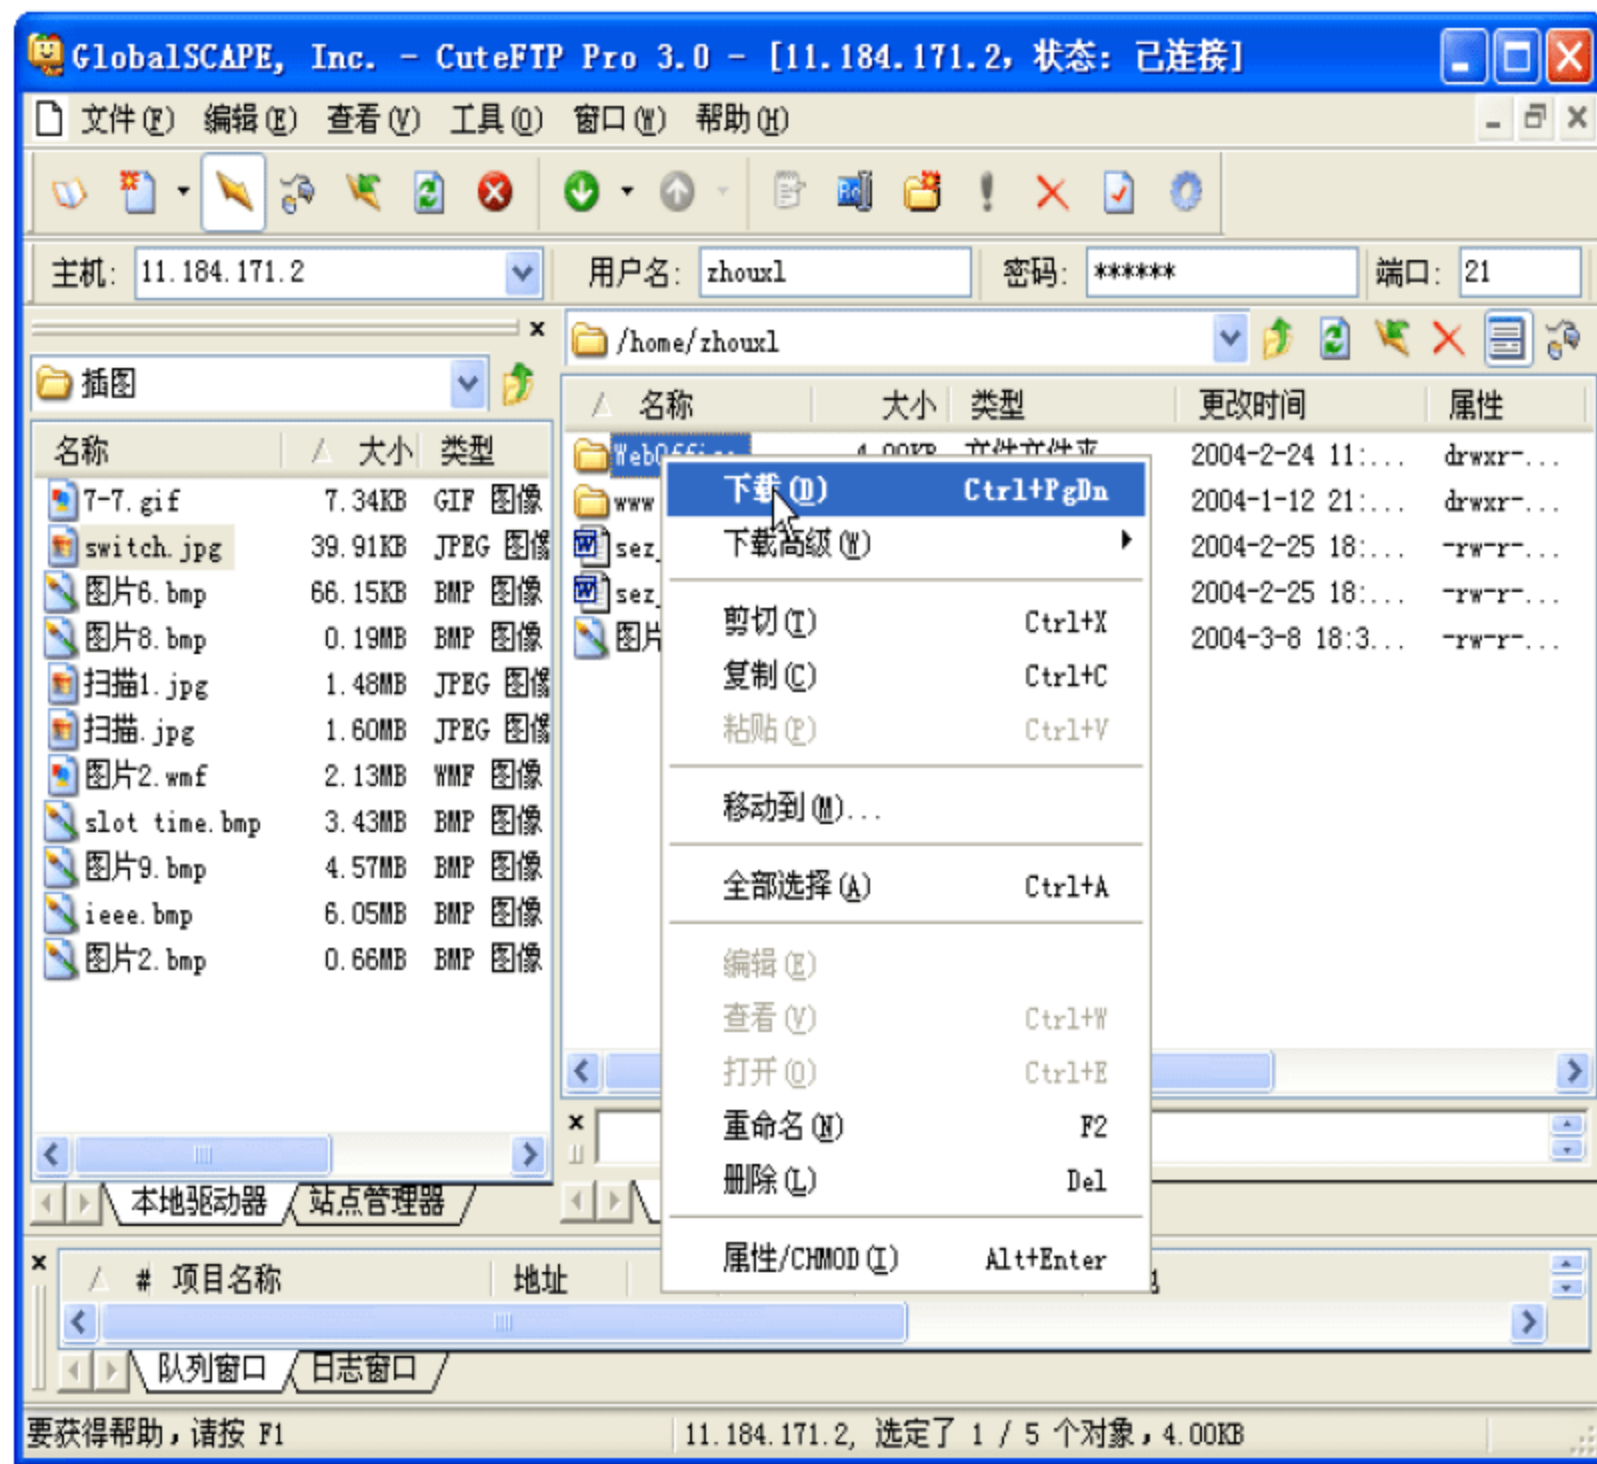 GlobalSCAPE, Inc. - CuteFTP Pro 3.0 - [11.184.171.2, 状态: 已连接]
文件(F) 编辑(E) 查看(V) 工具(O) 窗口(W) 帮助(H)
主机: 11.184.171.2 用户名: zhouxl 密码: ****** 端口: 21
/home/zhouxl
插图
名称 大小 类型 更改时间 属性
名称 大小 类型
WebOffi 4.00KB 文件文件夹 2004-2-24 11:... drwxr-...
www 2004-1-12 21:... drwxr-...
sez_ 2004-2-25 18:... -rw-r-...
sez_ 2004-2-25 18:... -rw-r-...
图片 2004-3-8 18:3... -rw-r-...
7-7.gif 7.34KB GIF 图像
switch.jpg 39.91KB JPEG 图像
图片6.bmp 66.15KB BMP 图像
图片8.bmp 0.19MB BMP 图像
扫描1.jpg 1.48MB JPEG 图像
扫描.jpg 1.60MB JPEG 图像
图片2.wmf 2.13MB WMF 图像
slot time.bmp 3.43MB BMP 图像
图片9.bmp 4.57MB BMP 图像
ieee.bmp 6.05MB BMP 图像
图片2.bmp 0.66MB BMP 图像
下载(D) Ctrl+PgDn
下载高级(W)
剪切(T) Ctrl+X
复制(C) Ctrl+C
粘贴(P) Ctrl+V
移动到(M)...
全部选择(A) Ctrl+A
编辑(E)
查看(V) Ctrl+W
打开(O) Ctrl+E
重命名(N) F2
删除(L) Del
属性/CHMOD(I) Alt+Enter
本地驱动器 站点管理器
# 项目名称 地址
队列窗口 日志窗口
要获得帮助，请按 F1
11.184.171.2, 选定了 1 / 5 个对象，4.00KB